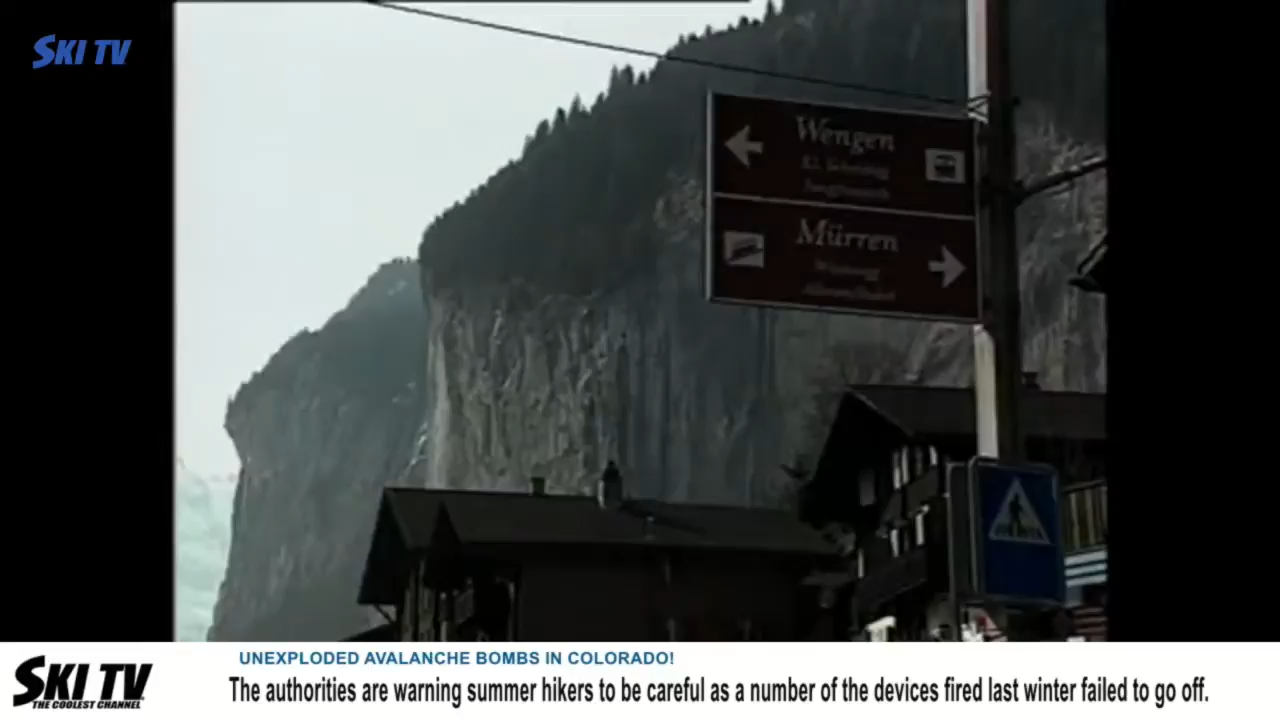 SKI TV
Wengen
Mürren
UNEXPLODED AVALANCHE BOMBS IN COLORADO!
SKI TV
THE COOLEST CHANNEL
The authorities are warning summer hikers to be careful as a number of the devices fired last winter failed to go off.